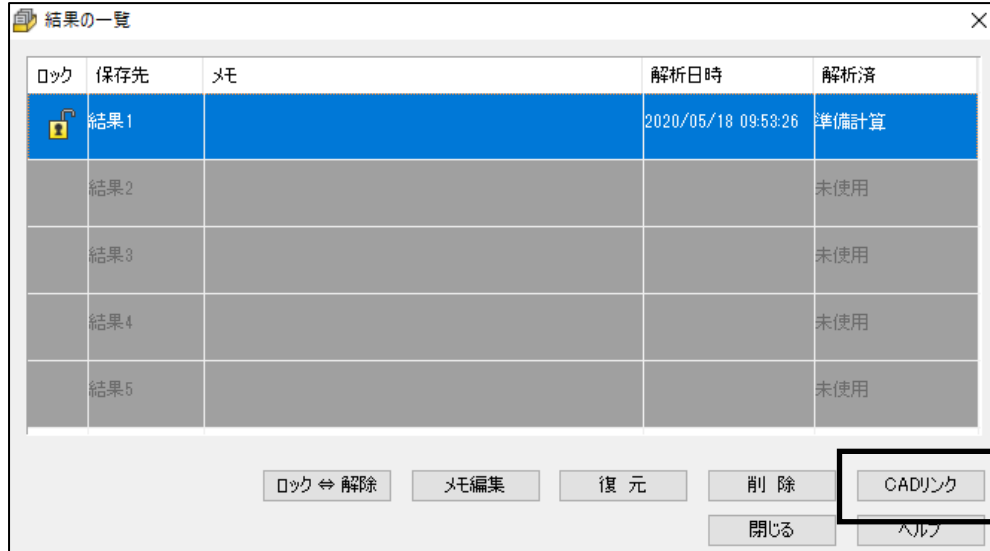 結果の一覧
ロック 保存先 メモ 解析日時 解析済
結果1 2020/05/18 09:53:26 準備計算
結果2 未使用
結果3 未使用
結果4 未使用
結果5 未使用
ロック ⇔ 解除 メモ編集 復 元 削 除 CADリンク
閉じる ヘルプ